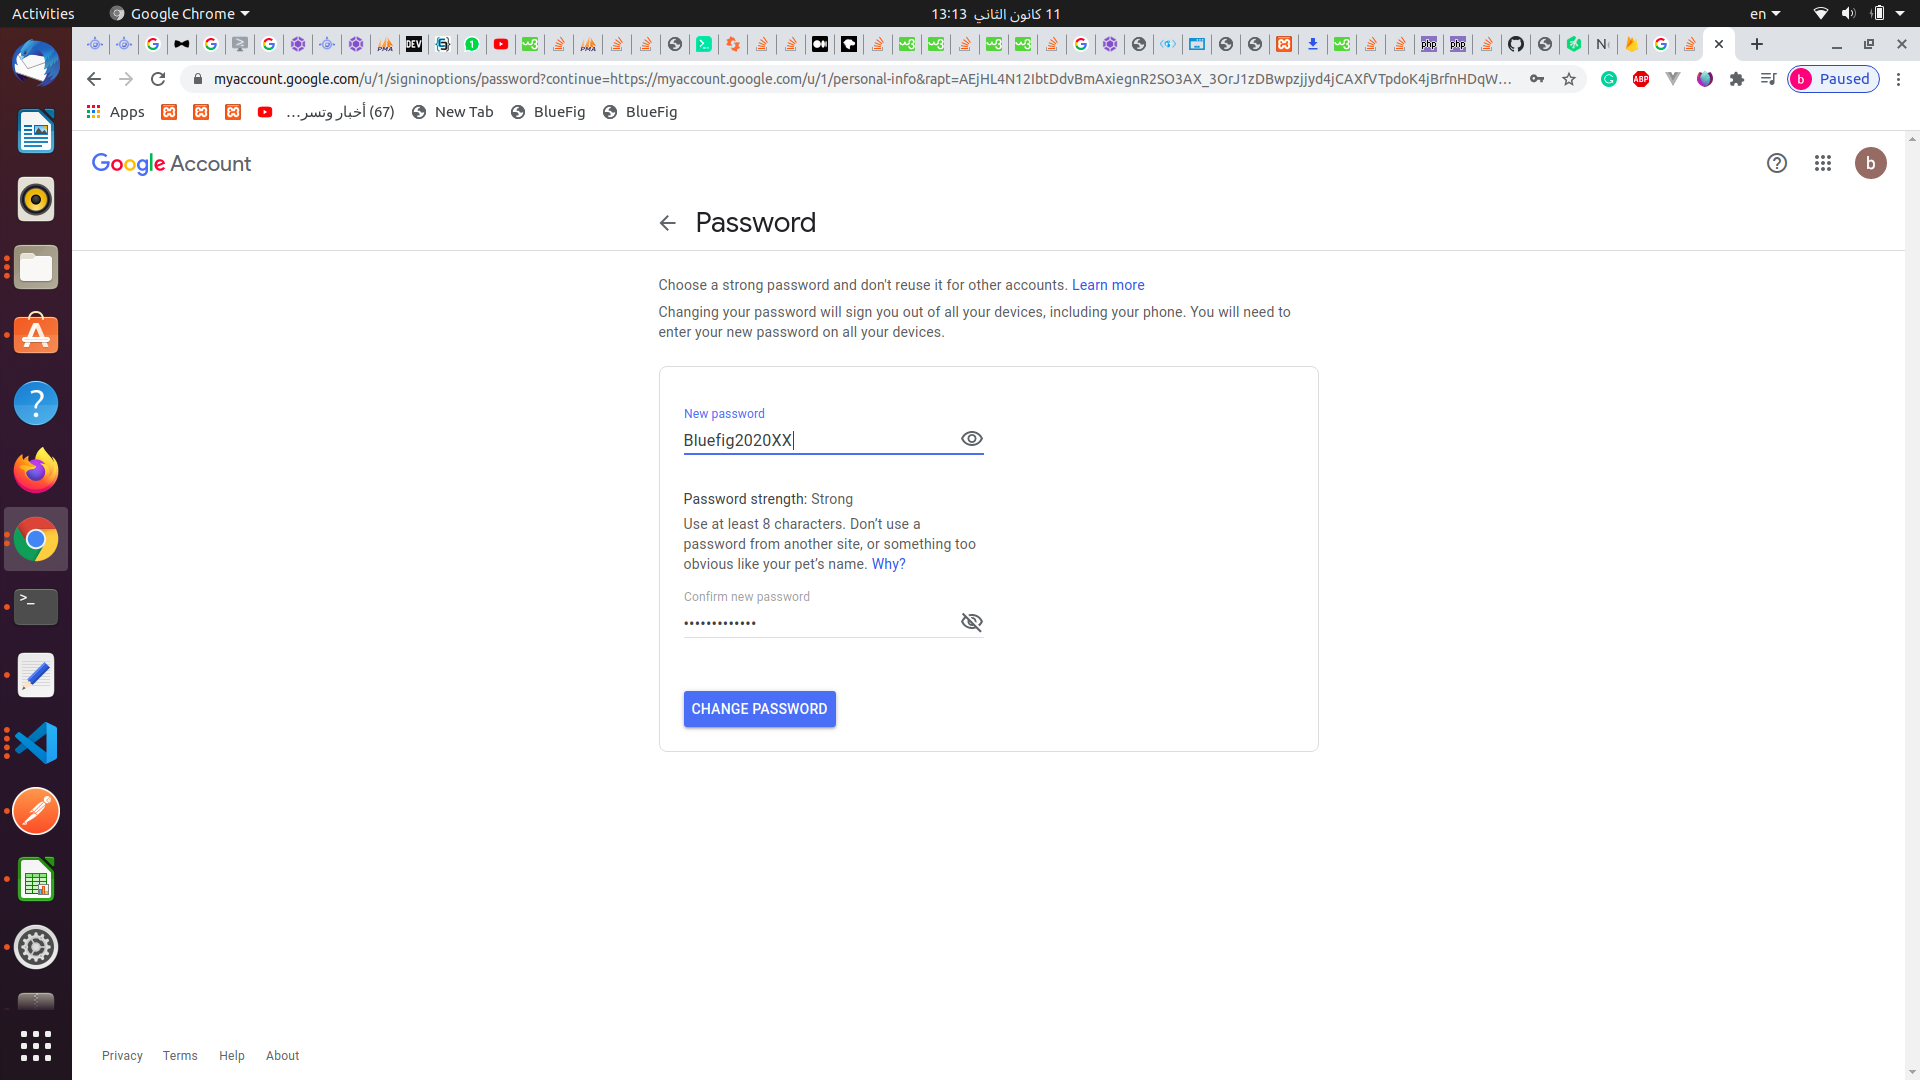 Activities
Google Chrome
11 كانون الثاني 13:13
en
myaccount.google.com/u/1/signinoptions/password?continue=https://myaccount.google.com/u/1/personal-info&rapt=AEjHL4N12IbtDdvBmAxiegnR2SO3AX_3OrJ1zDBwpzjjyd4jCAXfVTpdoK4jBrfnHDqW...
b
Paused
Apps
(67) أخبار وتسر...
New Tab
BlueFig
BlueFig
Google Account
b
Password
Choose a strong password and don't reuse it for other accounts. Learn more
Changing your password will sign you out of all your devices, including your phone. You will need to
enter your new password on all your devices.
New password
Bluefig2020XX
Password strength: Strong
Use at least 8 characters. Don’t use a
password from another site, or something too
obvious like your pet’s name. Why?
Confirm new password
•••••••••••••
CHANGE PASSWORD
Privacy
Terms
Help
About